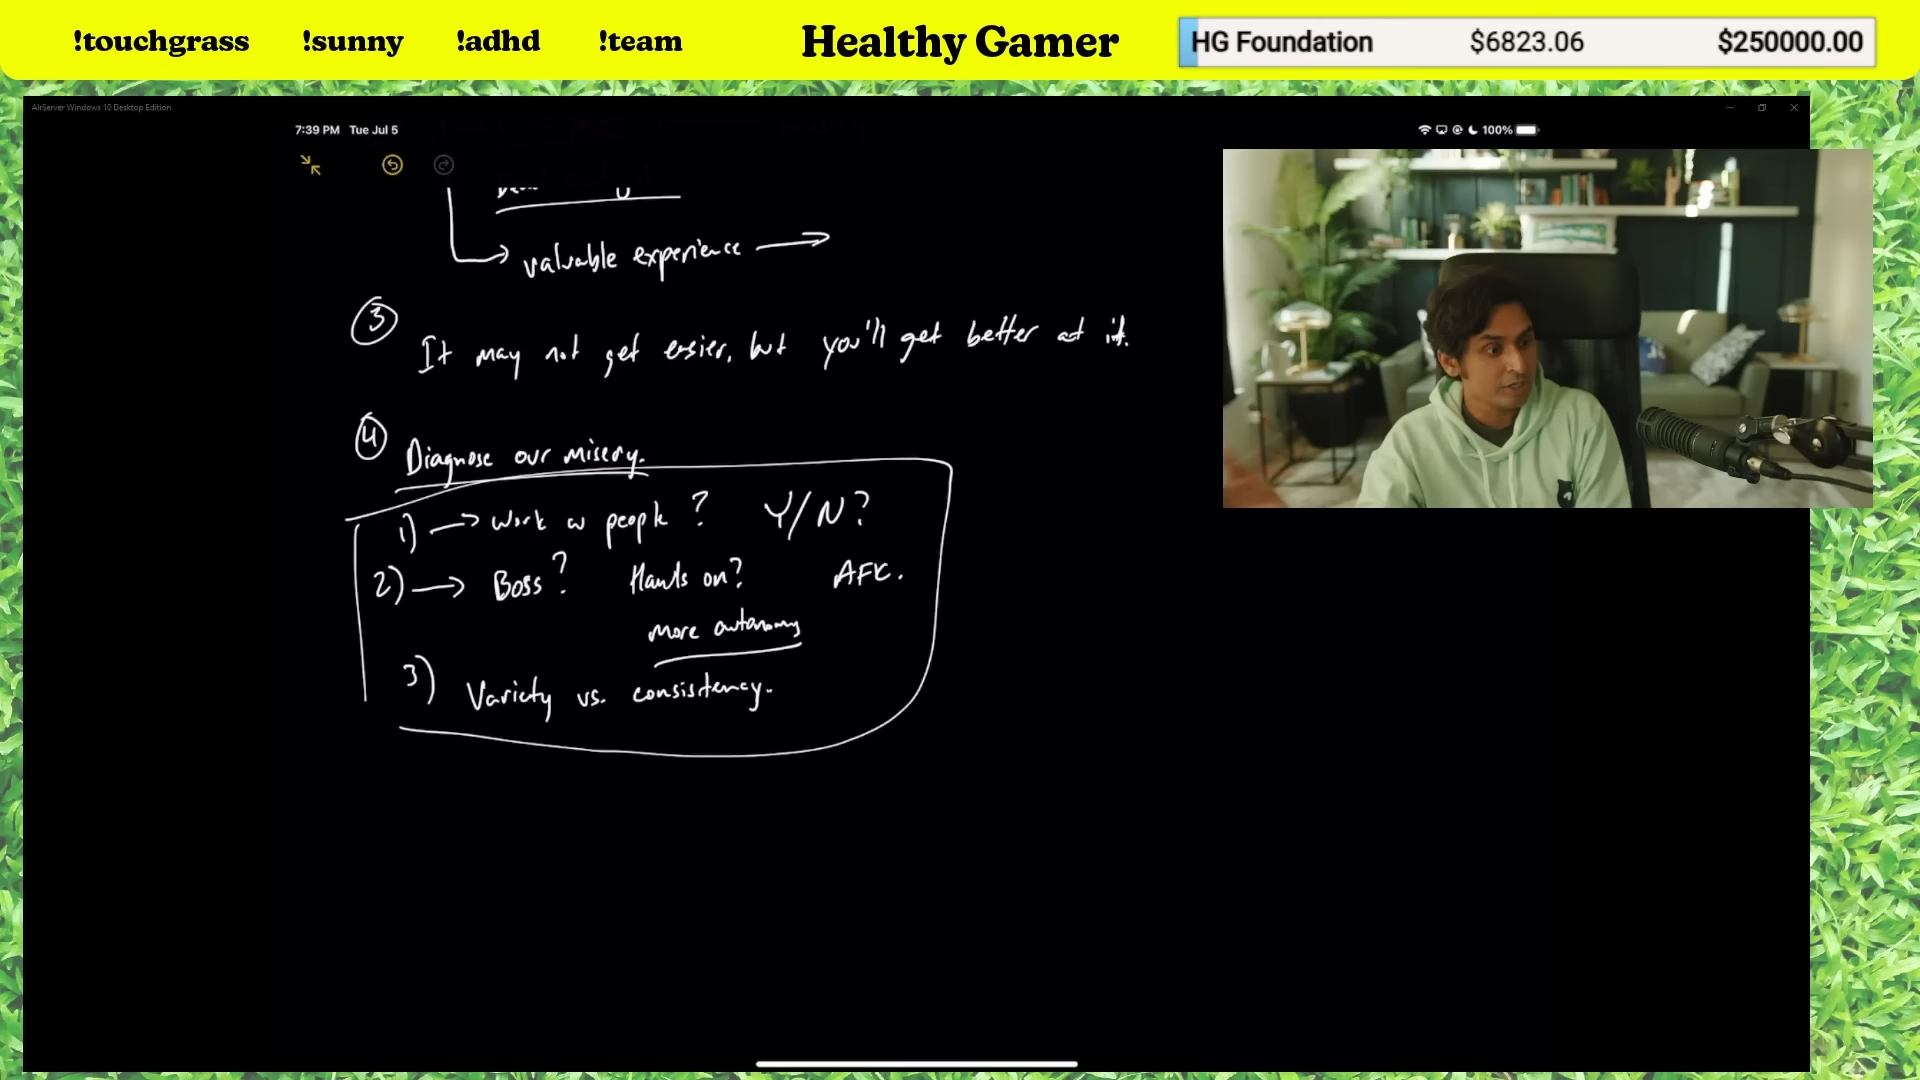 !touchgrass !sunny !adhd !team Healthy Gamer HG Foundation $6823.06 $250000.00
AirServer Windows 10 Desktop Edition
7:39 PM Tue Jul 5 100%
valuable experience
3
It may not get easier, but you'll get better at it.
4
Diagnose our misery.
1) → Work w people? Y/N?
2) → Boss? Hands on? AFK.
more autonomy
3) Variety vs. consistency.